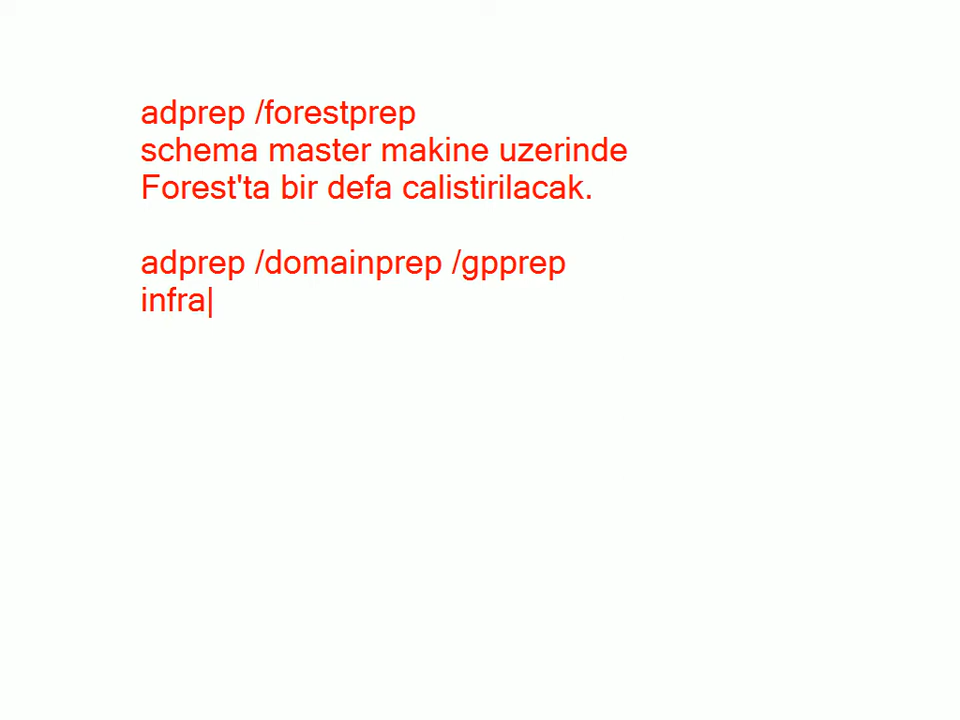 adprep /forestprep
schema master makine uzerinde
Forest'ta bir defa calistirilacak.
adprep /domainprep /gpprep
infra